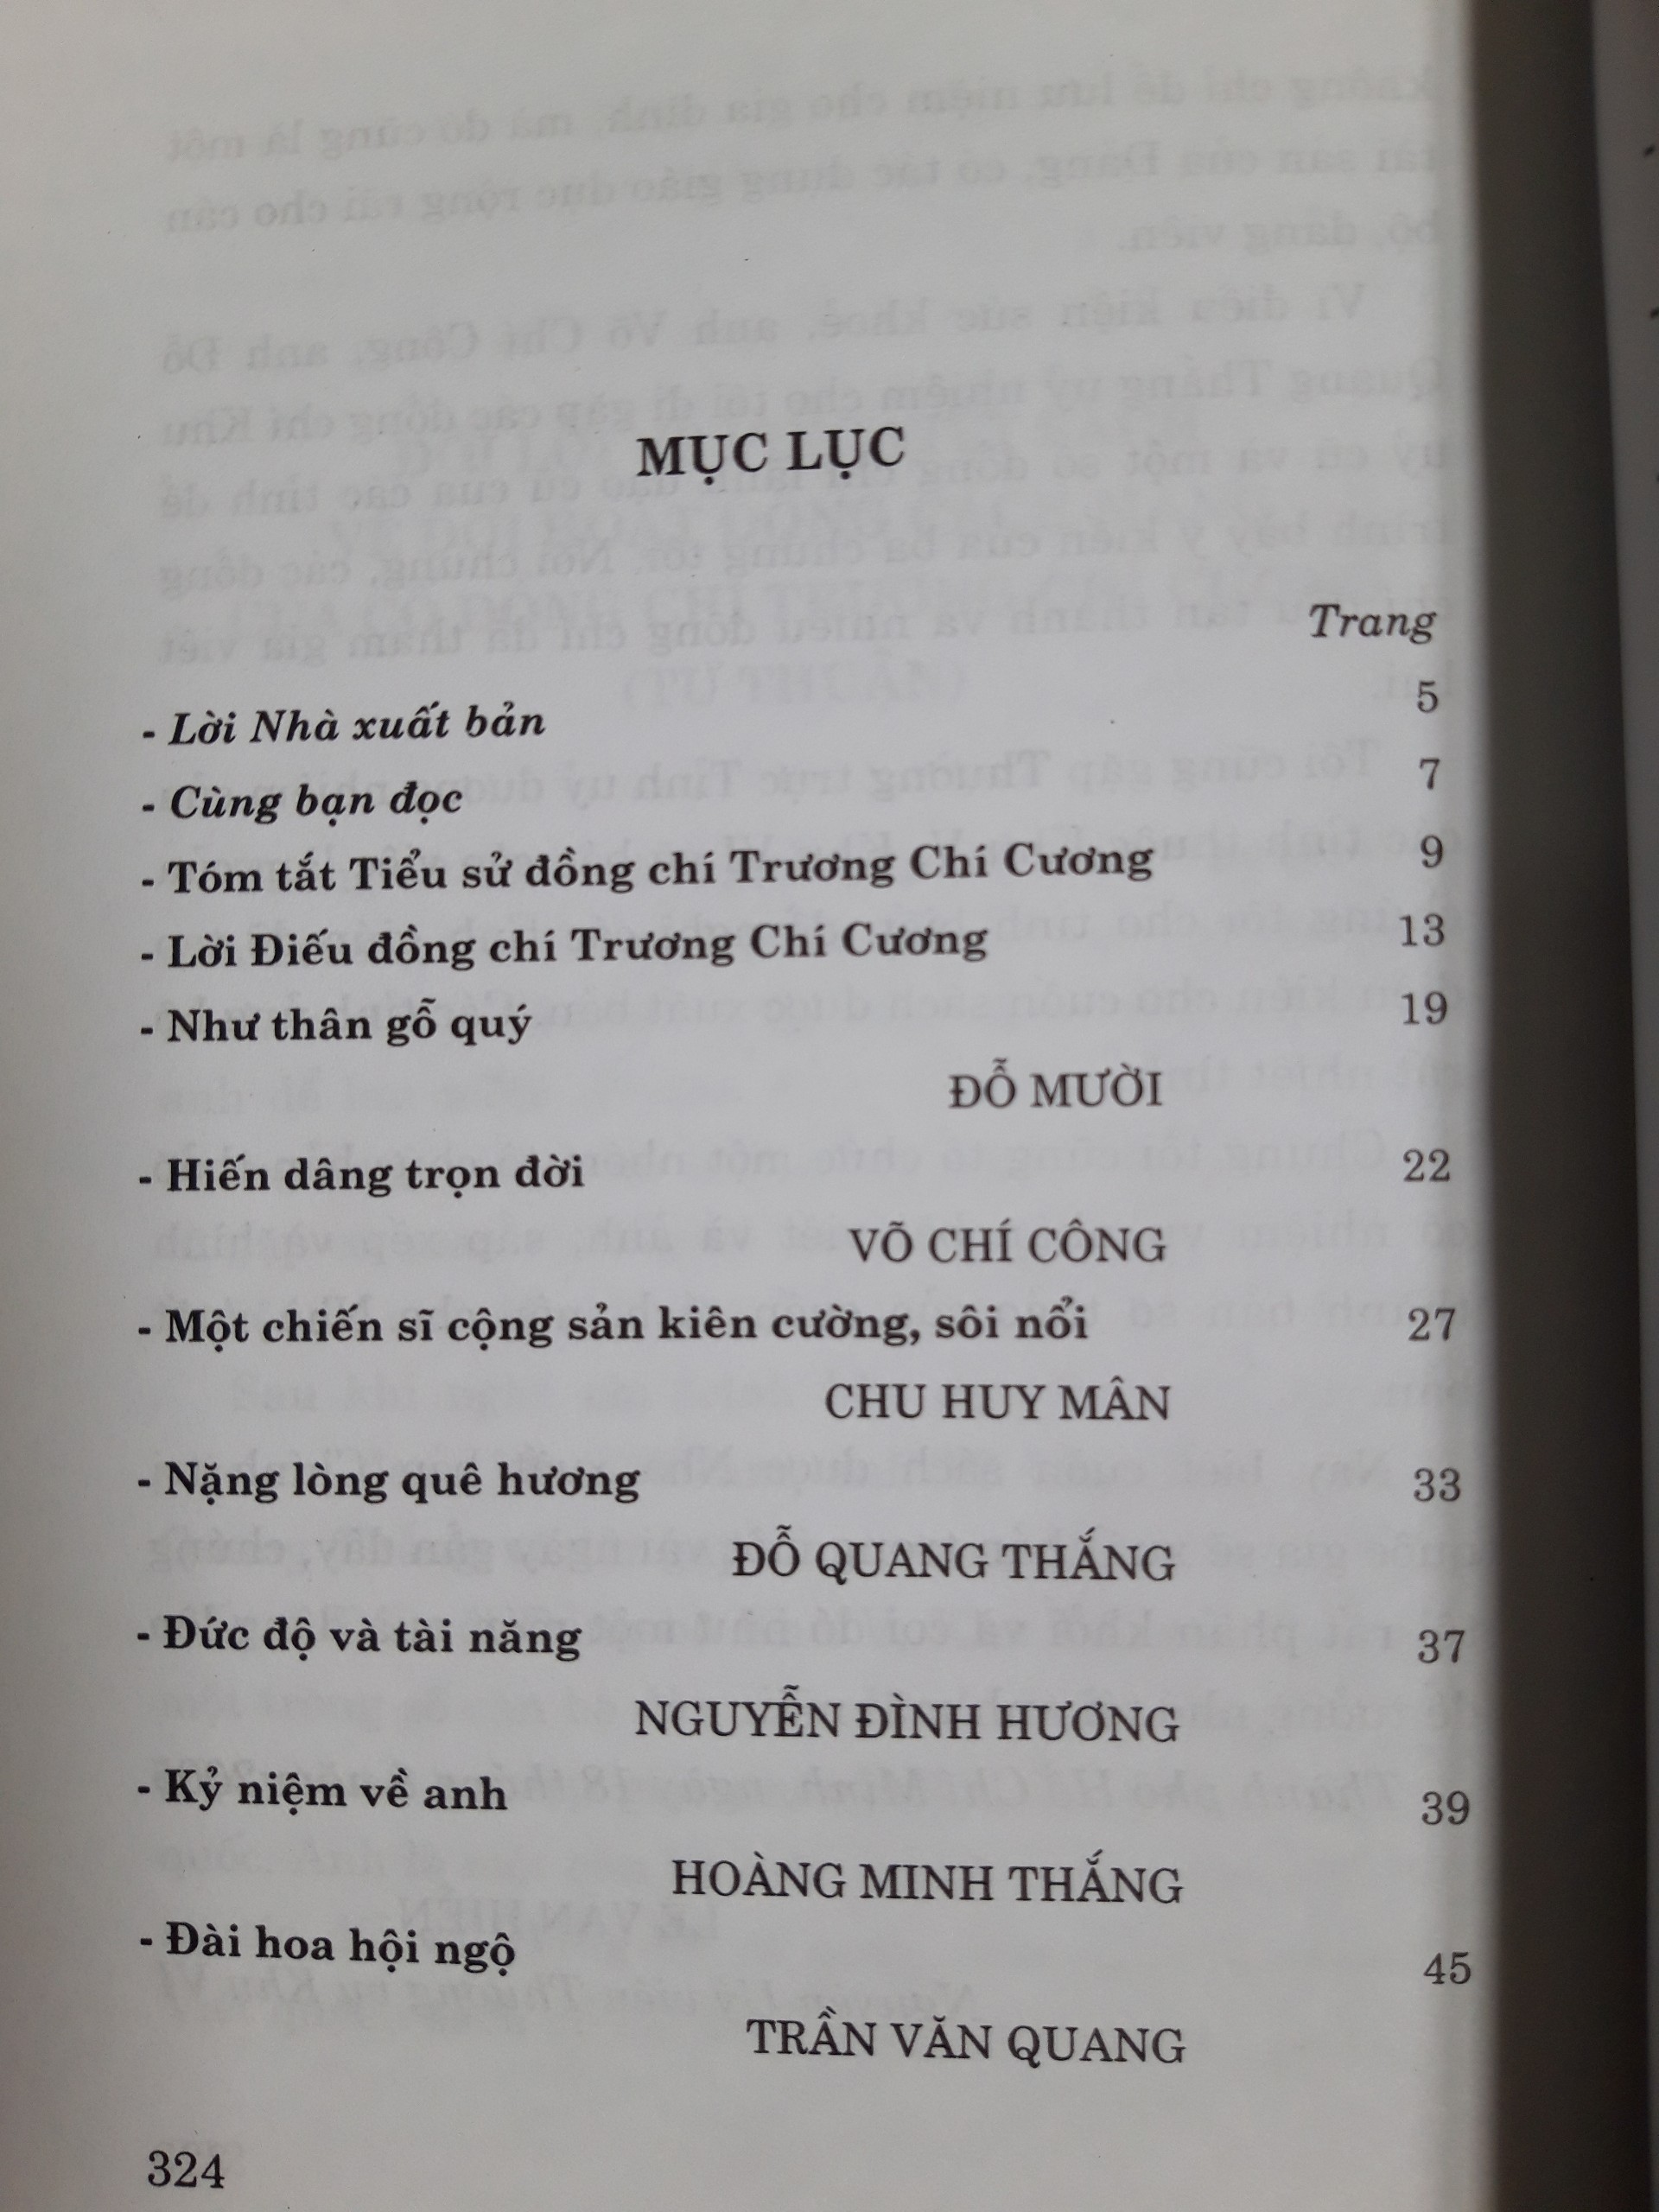 MỤC LỤC
Trang
- Lời Nhà xuất bản 5
- Cùng bạn đọc 7
- Tóm tắt Tiểu sử đồng chí Trương Chí Cương 9
- Lời Điếu đồng chí Trương Chí Cương 13
- Như thân gỗ quý 19
ĐỖ MƯỜI
- Hiến dâng trọn đời 22
VÕ CHÍ CÔNG
- Một chiến sĩ cộng sản kiên cường, sôi nổi 27
CHU HUY MÂN
- Nặng lòng quê hương 33
ĐỖ QUANG THẮNG
- Đức độ và tài năng 37
NGUYỄN ĐÌNH HƯƠNG
- Kỷ niệm về anh 39
HOÀNG MINH THẮNG
- Đài hoa hội ngộ 45
TRẦN VĂN QUANG
324